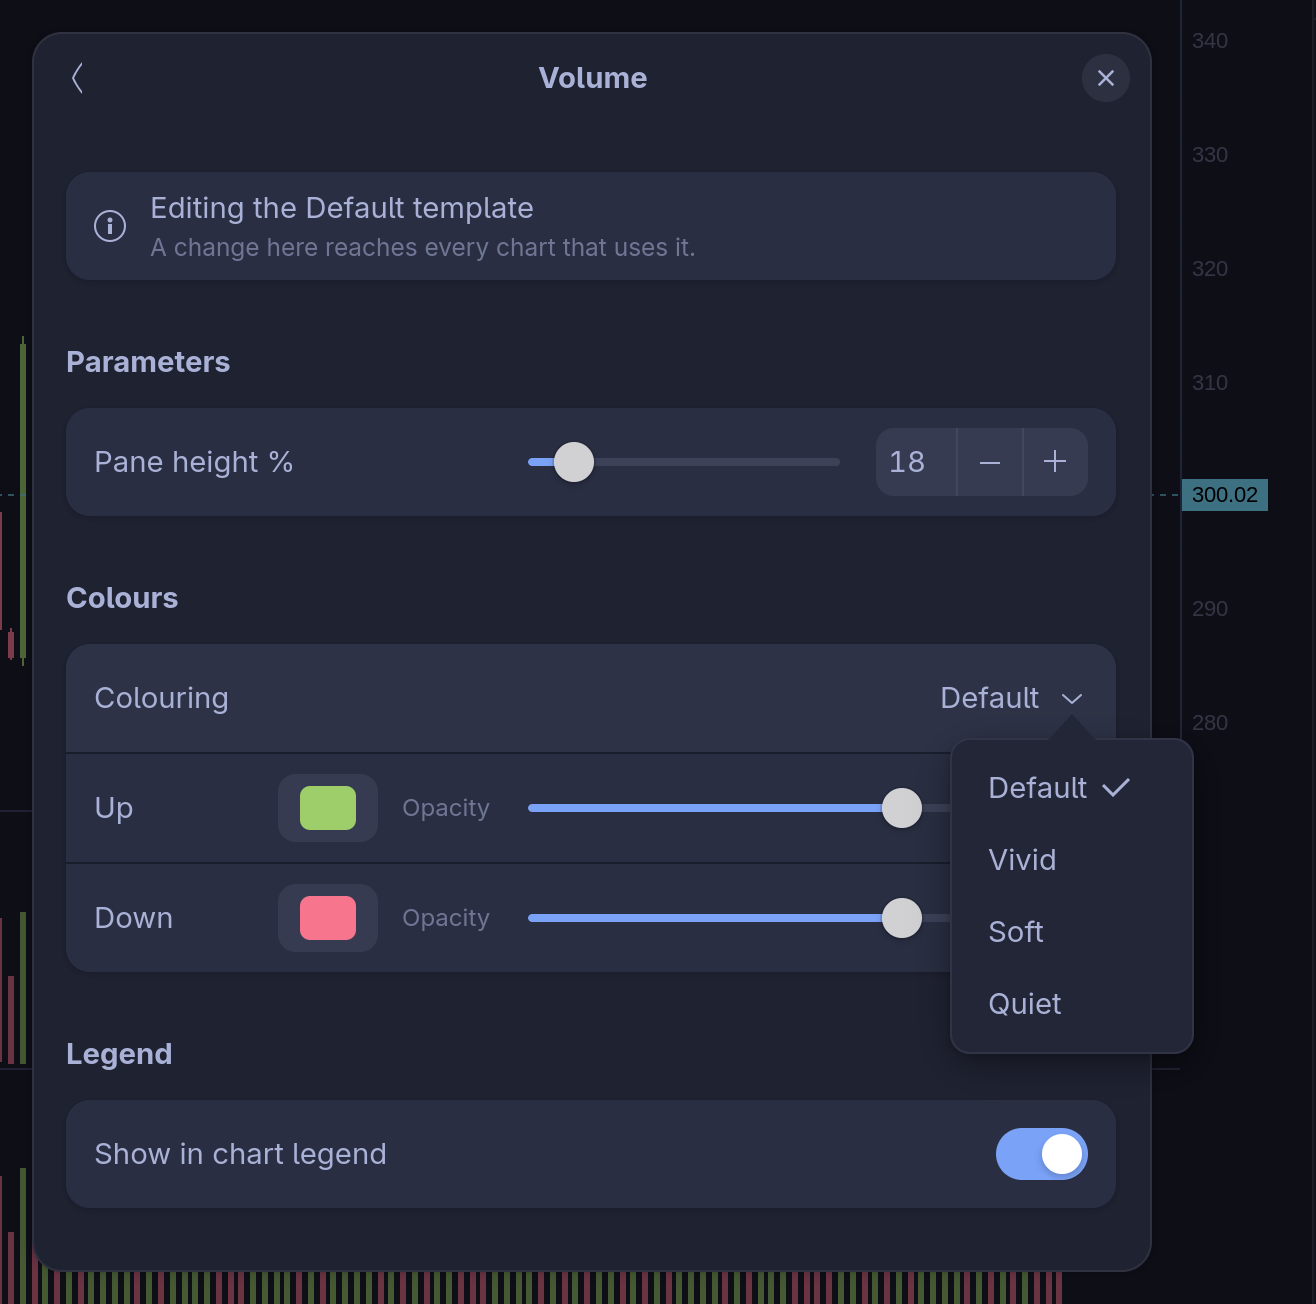 340
Volume
330
Editing the Default template
A change here reaches every chart that uses it.
320
Parameters
310
Pane height %
18
300.02
Colours
290
Colouring
Default
280
Default
Up
Opacity
Vivid
Down
Opacity
Soft
Quiet
Legend
Show in chart legend